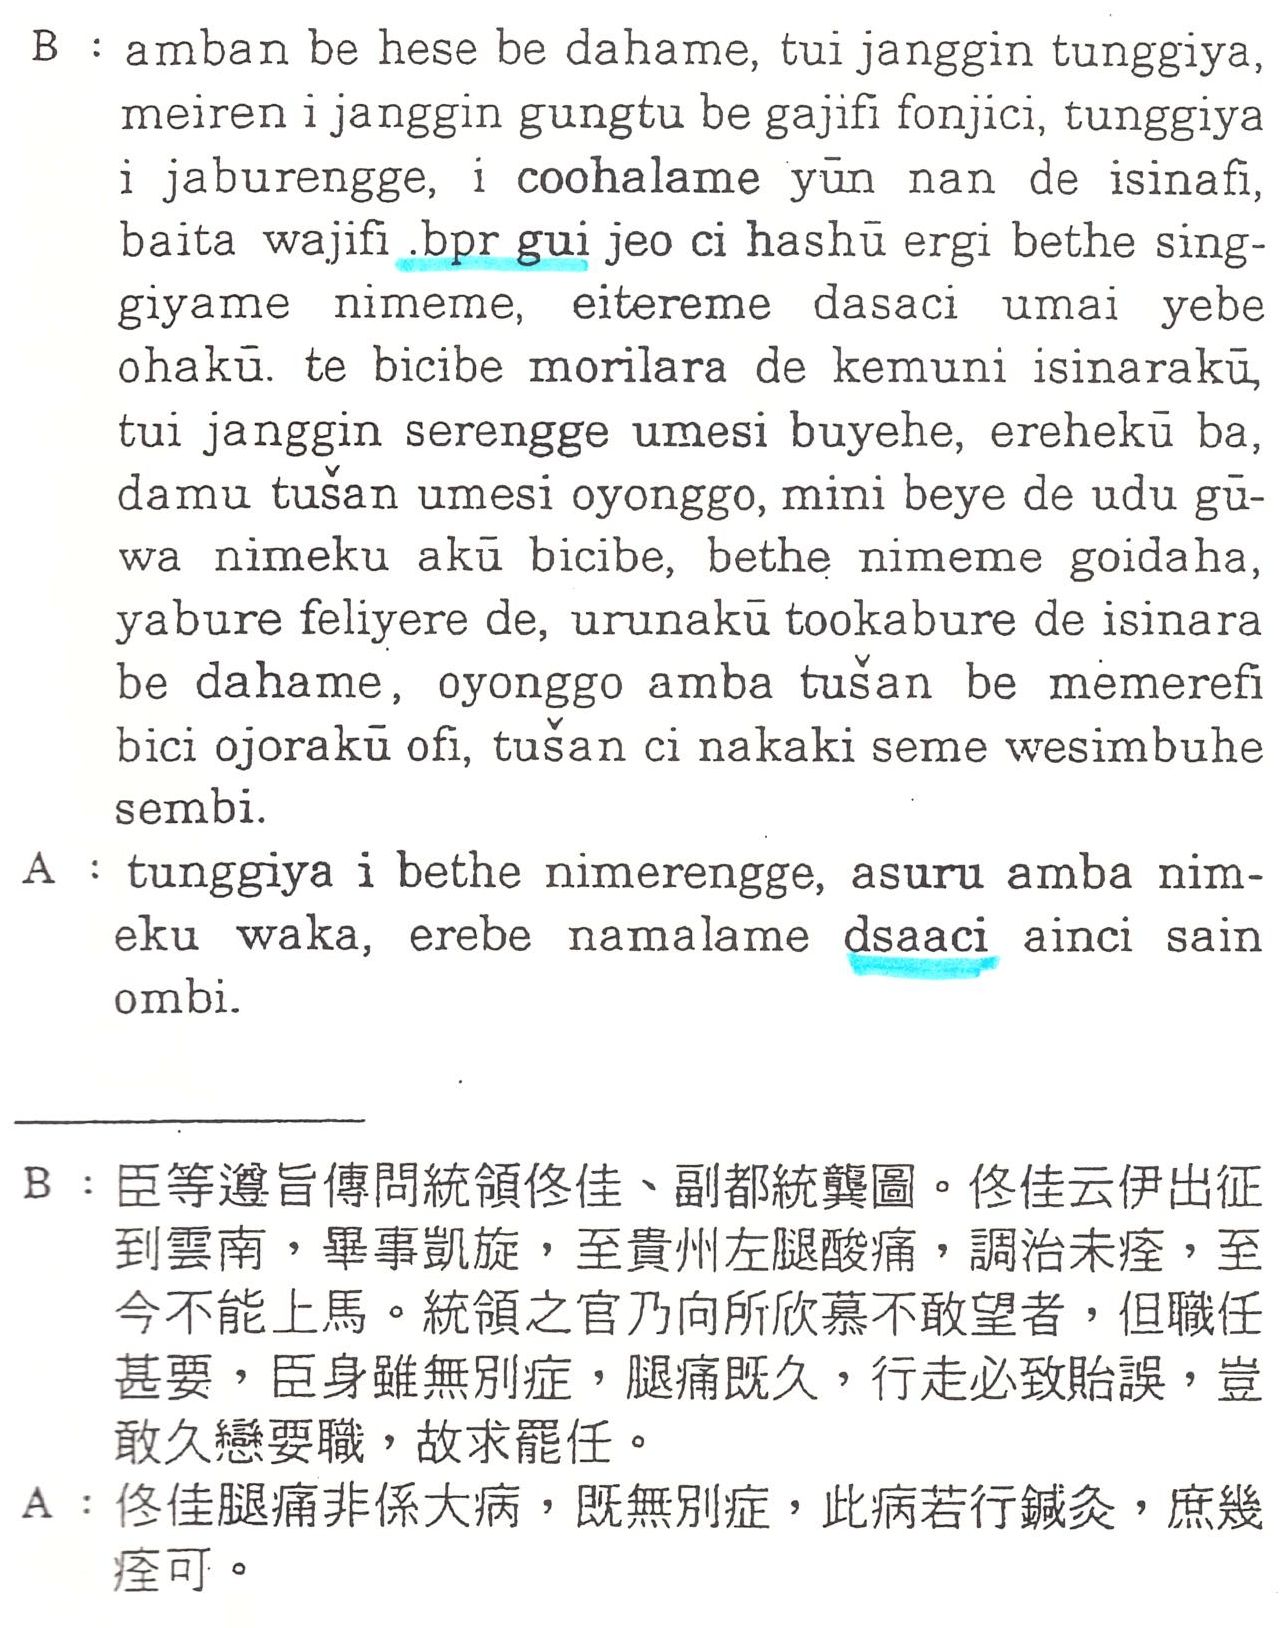 B : amban be hese be dahame, tui janggin tunggiya,
meiren i janggin gungtu be gajifi fonjici, tunggiya
i jaburengge, i coohalame yūn nan de isinafi,
baita wajifi .bpr gui jeo ci hashū ergi bethe sing-
giyame nimeme, eitereme dasaci umai yebe
ohakū. te bicibe morilara de kemuni isinarakū,
tui janggin serengge umesi buyehe, erehekū ba,
damu tušan umesi oyonggo, mini beye de udu gū-
wa nimeku akū bicibe, bethe nimeme goidaha,
yabure feliyere de, urunakū tookabure de isinara
be dahame, oyonggo amba tušan be memerefi
bici ojorakū ofi, tušan ci nakaki seme wesimbuhe
sembi.
A : tunggiya i bethe nimerengge, asuru amba nim-
eku waka, erebe namalame dsaaci ainci sain
ombi.
B : 臣等遵旨傳問統領佟佳、副都統龔圖。佟佳云伊出征
到雲南，畢事凱旋，至貴州左腿酸痛，調治未痊，至
今不能上馬。統領之官乃向所欣慕不敢望者，但職任
甚要，臣身雖無別症，腿痛既久，行走必致貽誤，豈
敢久戀要職，故求罷任。
A : 佟佳腿痛非係大病，既無別症，此病若行鍼灸，庶幾
痊可。